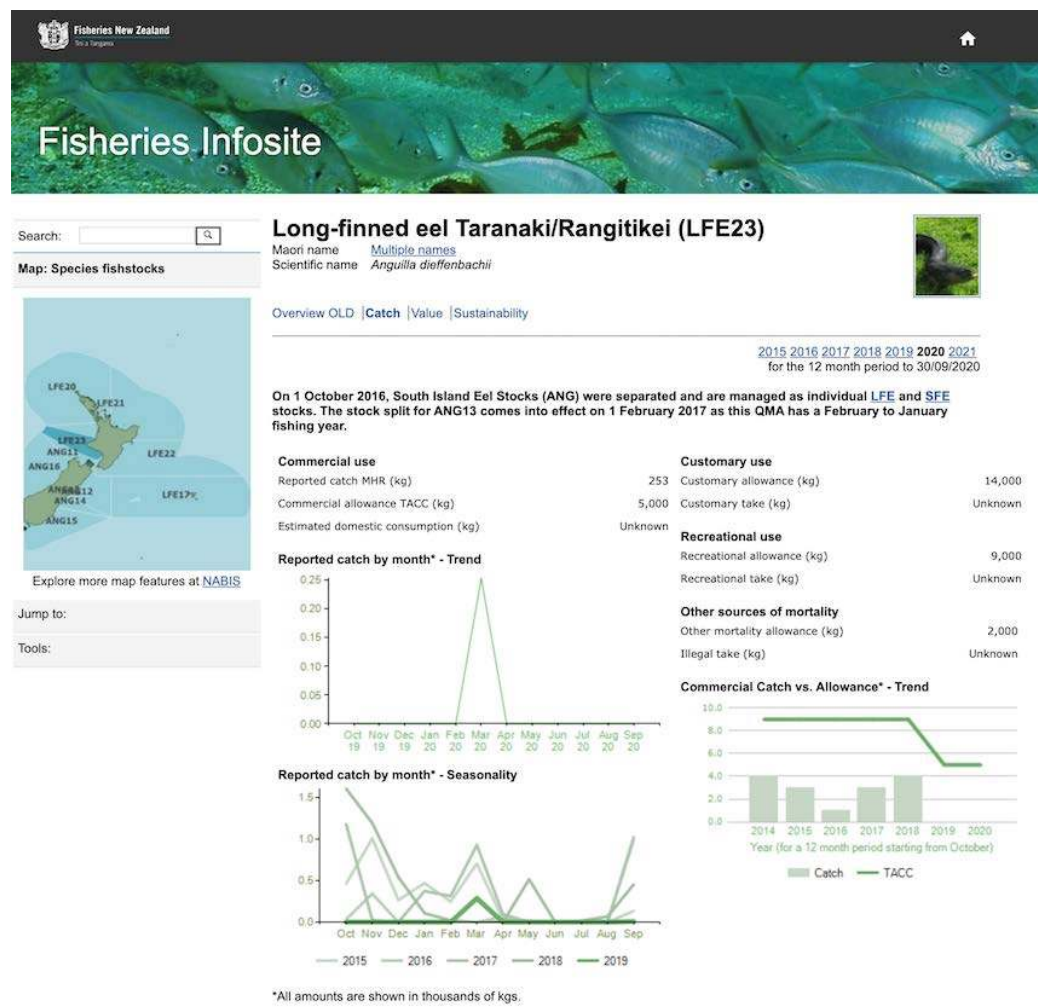 Fisheries New Zealand
Tini a Tangaroa
Fisheries Infosite
Search:
Map: Species fishstocks
LFE20
LFE21
LFE23
ANG11
LFE22
ANG16
ANG12
LFE17
ANG14
ANG15
Explore more map features at NABIS
Jump to:
Tools:
Long-finned eel Taranaki/Rangitikei (LFE23)
Maori name Multiple names
Scientific name Anguilla dieffenbachii
Overview OLD |Catch |Value |Sustainability
2015 2016 2017 2018 2019 2020 2021
for the 12 month period to 30/09/2020
On 1 October 2016, South Island Eel Stocks (ANG) were separated and are managed as individual LFE and SFE
stocks. The stock split for ANG13 comes into effect on 1 February 2017 as this QMA has a February to January
fishing year.
Commercial use
Reported catch MHR (kg) 253
Commercial allowance TACC (kg) 5,000
Estimated domestic consumption (kg) Unknown
Reported catch by month* - Trend
0.25
0.20
0.15
0.10
0.05
0.00
Oct Nov Dec Jan Feb Mar Apr May Jun Jul Aug Sep
19 19 19 20 20 20 20 20 20 20 20 20
Reported catch by month* - Seasonality
1.5
1.0
0.5
0.0
Oct Nov Dec Jan Feb Mar Apr May Jun Jul Aug Sep
2015 2016 2017 2018 2019
*All amounts are shown in thousands of kgs.
Customary use
Customary allowance (kg) 14,000
Customary take (kg) Unknown
Recreational use
Recreational allowance (kg) 9,000
Recreational take (kg) Unknown
Other sources of mortality
Other mortality allowance (kg) 2,000
Illegal take (kg) Unknown
Commercial Catch vs. Allowance* - Trend
10.0
8.0
6.0
4.0
2.0
0.0
2014 2015 2016 2017 2018 2019 2020
Year (for a 12 month period starting from October)
Catch TACC